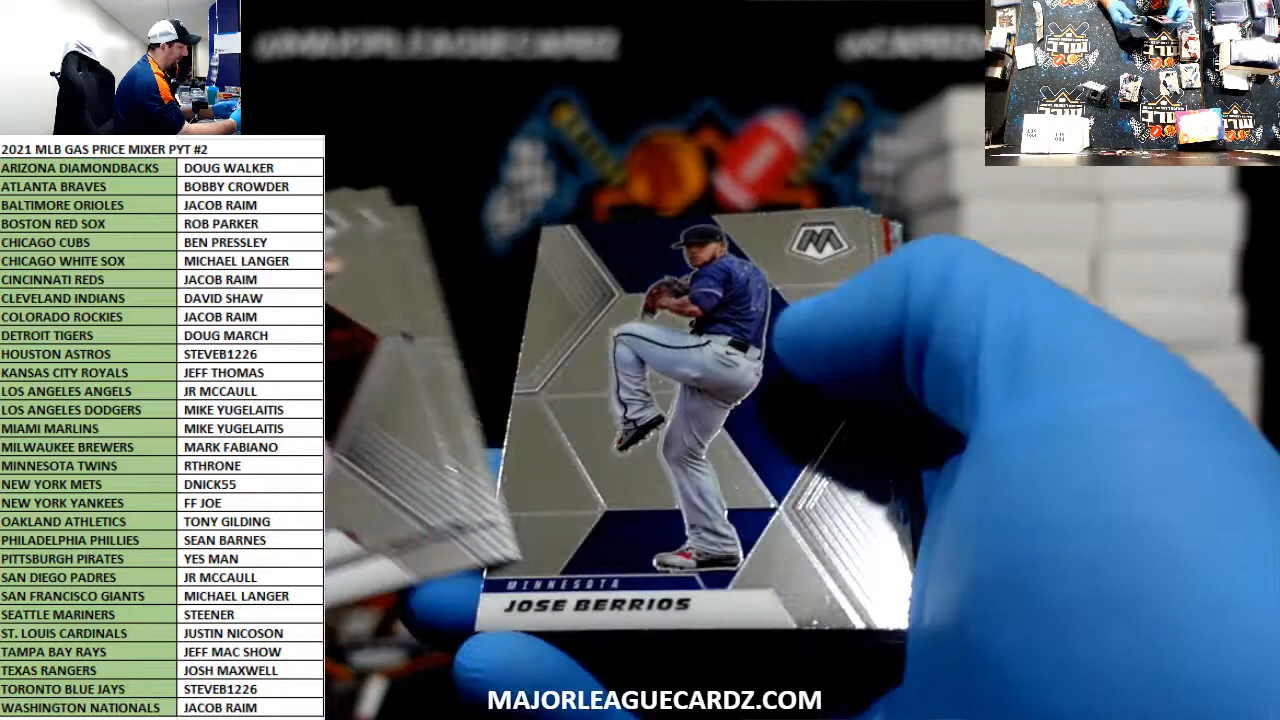 @MAJORLEAGUECARDZ
2021 MLB GAS PRICE MIXER PYT #2
ARIZONA DIAMONDBACKS DOUG WALKER
ATLANTA BRAVES BOBBY CROWDER
BALTIMORE ORIOLES JACOB RAIM
BOSTON RED SOX ROB PARKER
CHICAGO CUBS BEN PRESSLEY
CHICAGO WHITE SOX MICHAEL LANGER
CINCINNATI REDS JACOB RAIM
CLEVELAND INDIANS DAVID SHAW
COLORADO ROCKIES JACOB RAIM
DETROIT TIGERS DOUG MARCH
HOUSTON ASTROS STEVEB1226
KANSAS CITY ROYALS JEFF THOMAS
LOS ANGELES ANGELS JR MCCAULL
LOS ANGELES DODGERS MIKE YUGELAITIS
MIAMI MARLINS MIKE YUGELAITIS
MILWAUKEE BREWERS MARK FABIANO
MINNESOTA TWINS RTHRONE
NEW YORK METS DNICK55
NEW YORK YANKEES FF JOE
OAKLAND ATHLETICS TONY GILDING
PHILADELPHIA PHILLIES SEAN BARNES
PITTSBURGH PIRATES YES MAN
SAN DIEGO PADRES JR MCCAULL
SAN FRANCISCO GIANTS MICHAEL LANGER
SEATTLE MARINERS STEENER
ST. LOUIS CARDINALS JUSTIN NICOSON
TAMPA BAY RAYS JEFF MAC SHOW
TEXAS RANGERS JOSH MAXWELL
TORONTO BLUE JAYS STEVEB1226
WASHINGTON NATIONALS JACOB RAIM
MINNESOTA
JOSE BERRIOS
MAJORLEAGUECARDZ.COM